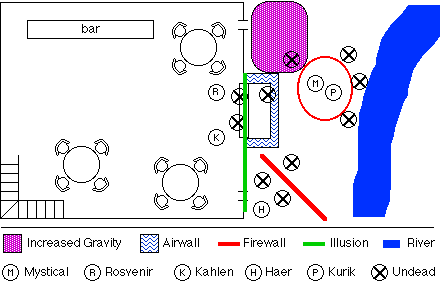 bar
R
M
P
K
H
Increased Gravity Airwall Firewall Illusion River
M Mystical R Rosvenir K Kahlen H Haer P Kurik Undead